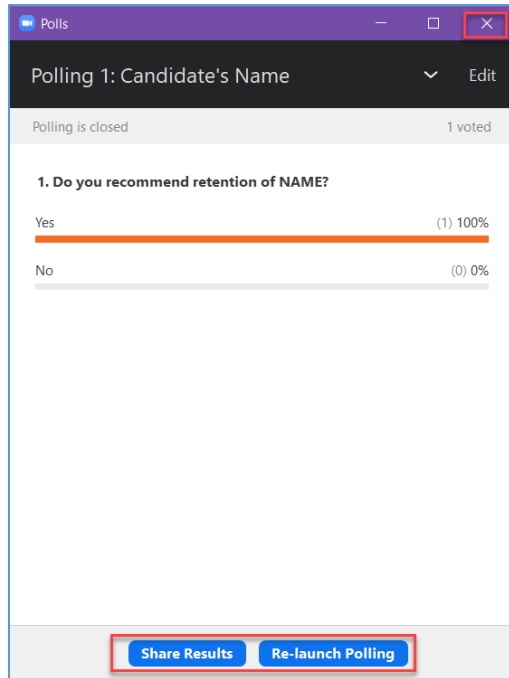 Polls
Polling 1: Candidate's Name Edit
Polling is closed 1 voted
1. Do you recommend retention of NAME?
Yes (1) 100%
No (0) 0%
Share Results Re-launch Polling